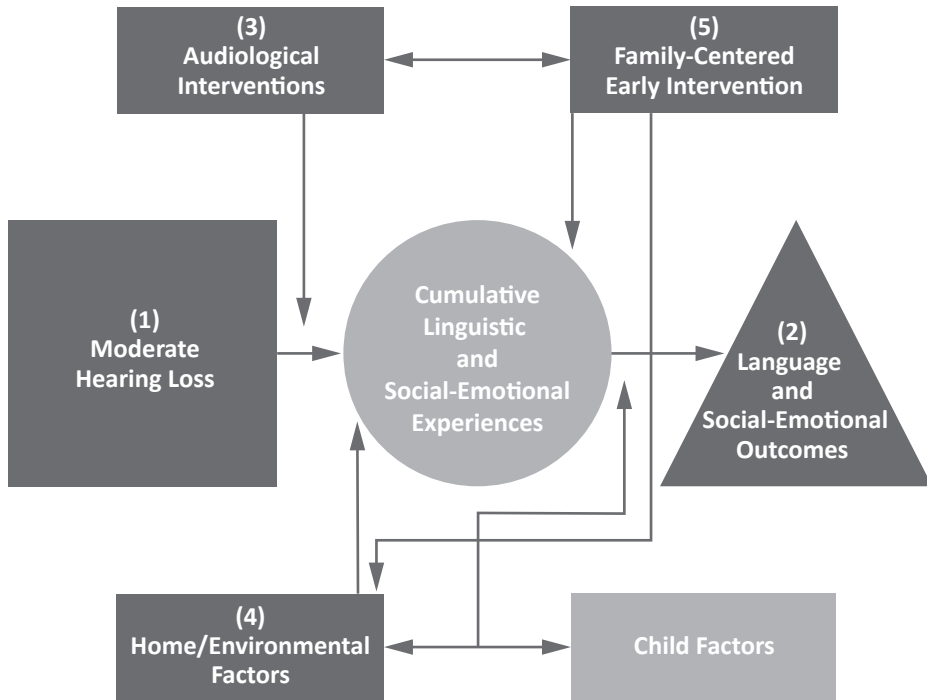 (3)
Audiological
Interventions
(5)
Family-Centered
Early Intervention
(1)
Moderate
Hearing Loss
Cumulative
Linguistic
and
Social-Emotional
Experiences
(2)
Language
and
Social-Emotional
Outcomes
(4)
Home/Environmental
Factors
Child Factors